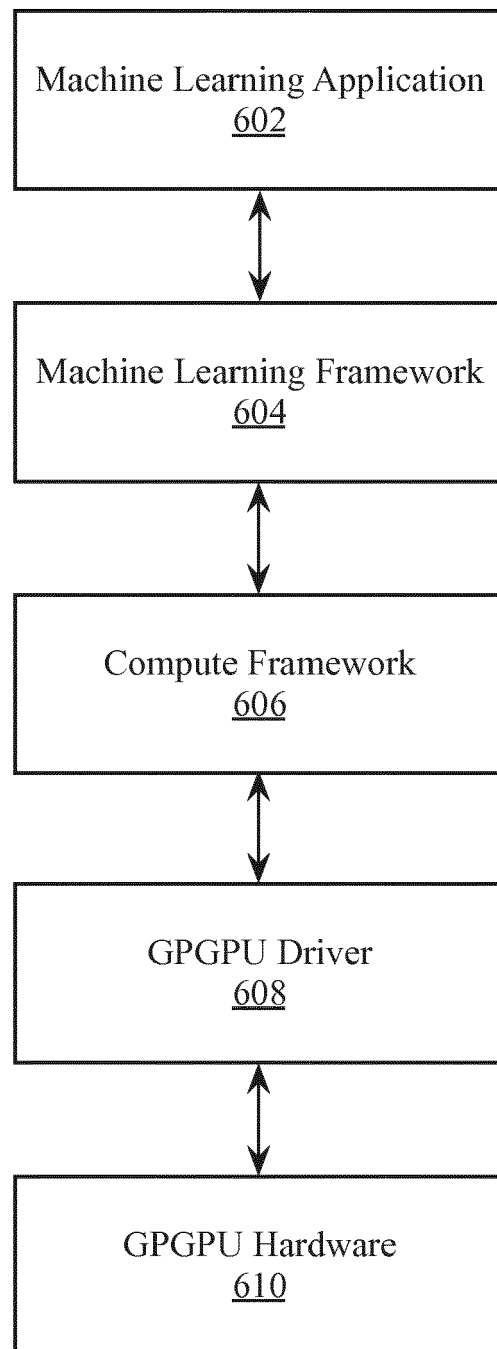 Machine Learning Application
602
Machine Learning Framework
604
Compute Framework
606
GPGPU Driver
608
GPGPU Hardware
610